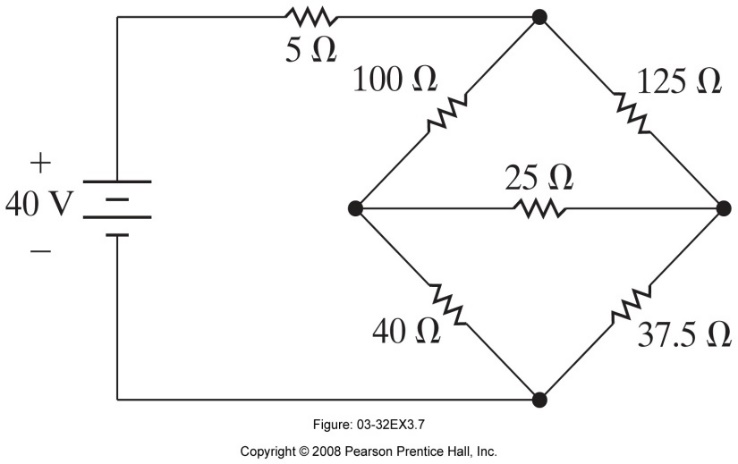 5 Ω
100 Ω
125 Ω
+
40 V
–
25 Ω
40 Ω
37.5 Ω
Figure: 03-32EX3.7
Copyright © 2008 Pearson Prentice Hall, Inc.